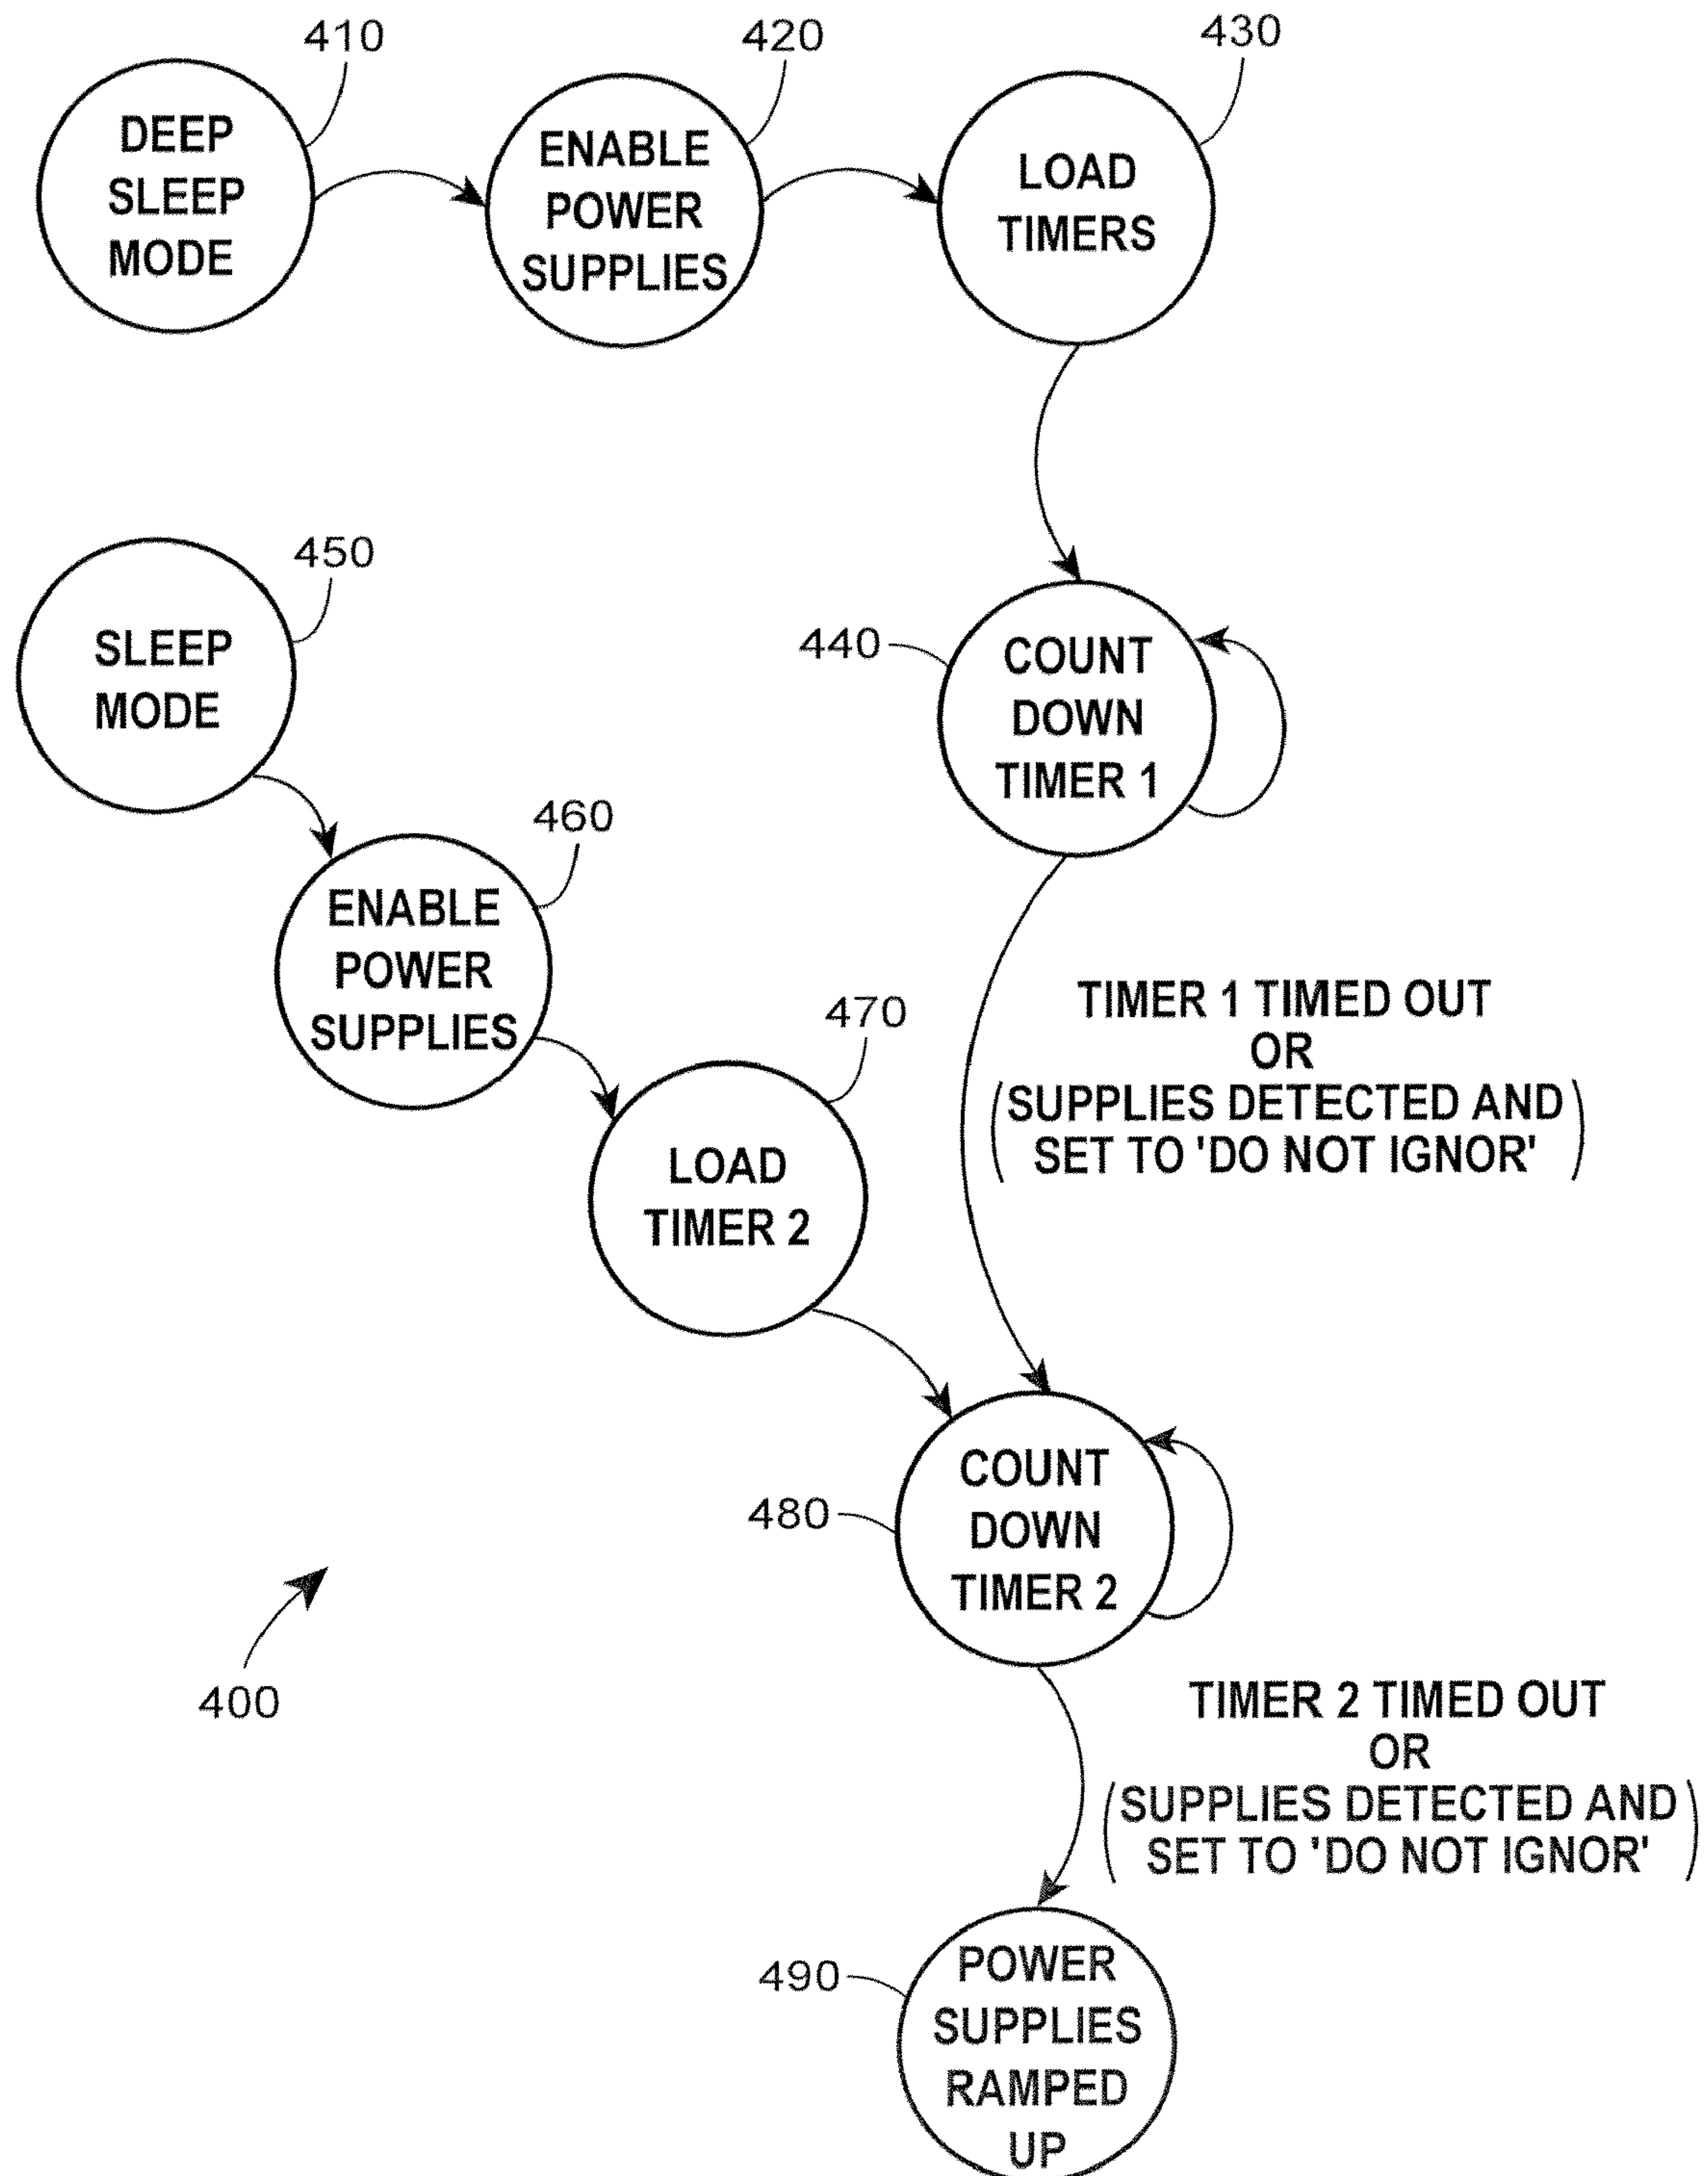 410
420
430
DEEP
SLEEP
MODE
ENABLE
POWER
SUPPLIES
LOAD
TIMERS
450
SLEEP
MODE
440
COUNT
DOWN
TIMER 1
460
ENABLE
POWER
SUPPLIES
470
LOAD
TIMER 2
TIMER 1 TIMED OUT
OR
(SUPPLIES DETECTED AND
SET TO 'DO NOT IGNOR')
480
COUNT
DOWN
TIMER 2
400
TIMER 2 TIMED OUT
OR
(SUPPLIES DETECTED AND
SET TO 'DO NOT IGNOR')
490
POWER
SUPPLIES
RAMPED
UP